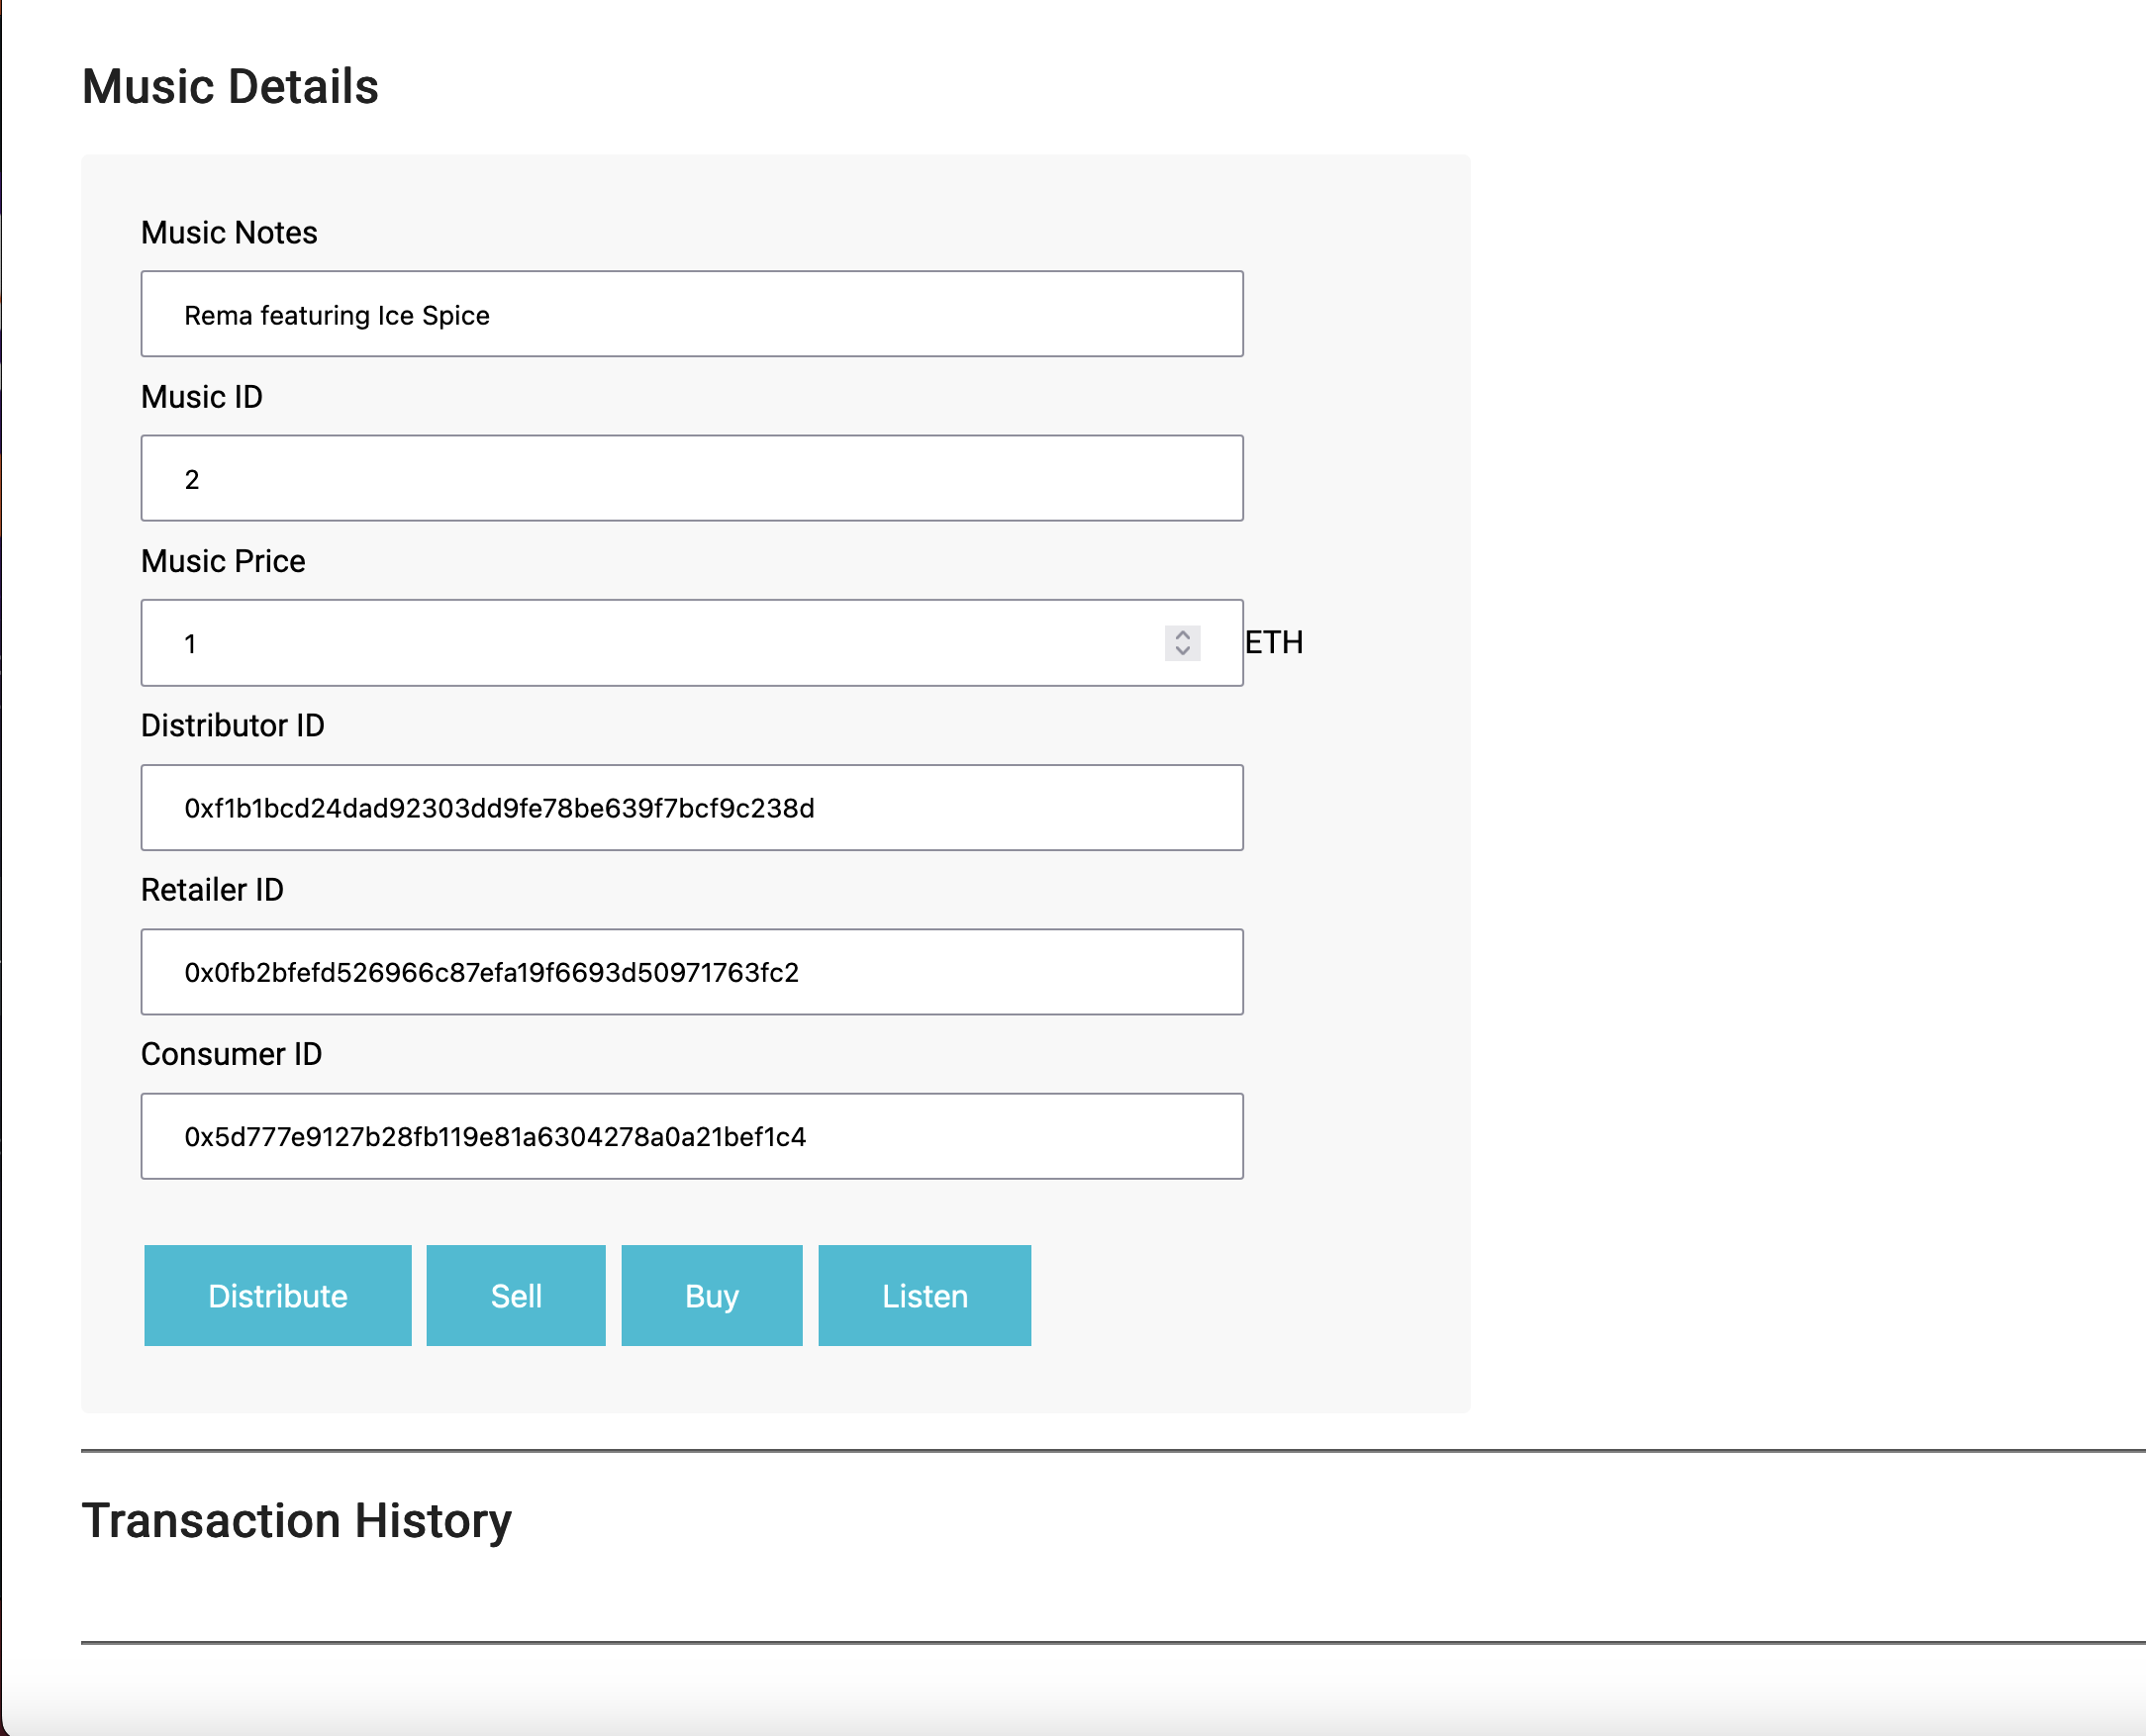 Music Details
Music Notes
Rema featuring Ice Spice
Music ID
2
Music Price
1
ETH
Distributor ID
0xf1b1bcd24dad92303dd9fe78be639f7bcf9c238d
Retailer ID
0x0fb2bfefd526966c87efa19f6693d50971763fc2
Consumer ID
0x5d777e9127b28fb119e81a6304278a0a21bef1c4
Distribute Sell Buy Listen
Transaction History